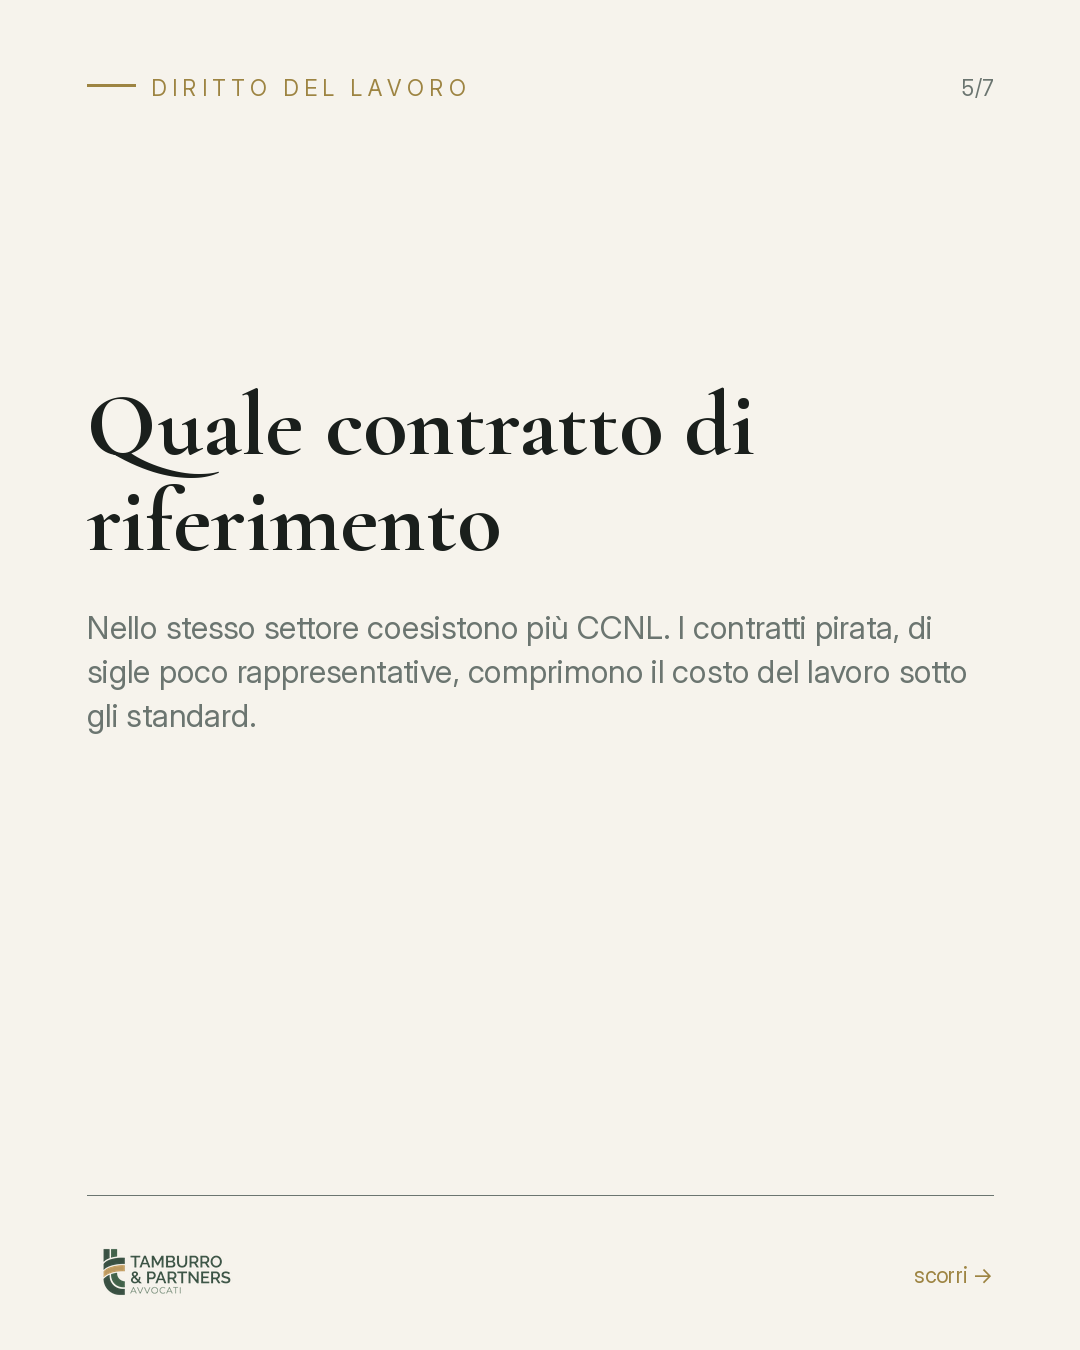 DIRITTO DEL LAVORO
5/7
Quale contratto di
riferimento
Nello stesso settore coesistono più CCNL. I contratti pirata, di
sigle poco rappresentative, comprimono il costo del lavoro sotto
gli standard.
TAMBURRO
& PARTNERS
AVVOCATI
scorri →